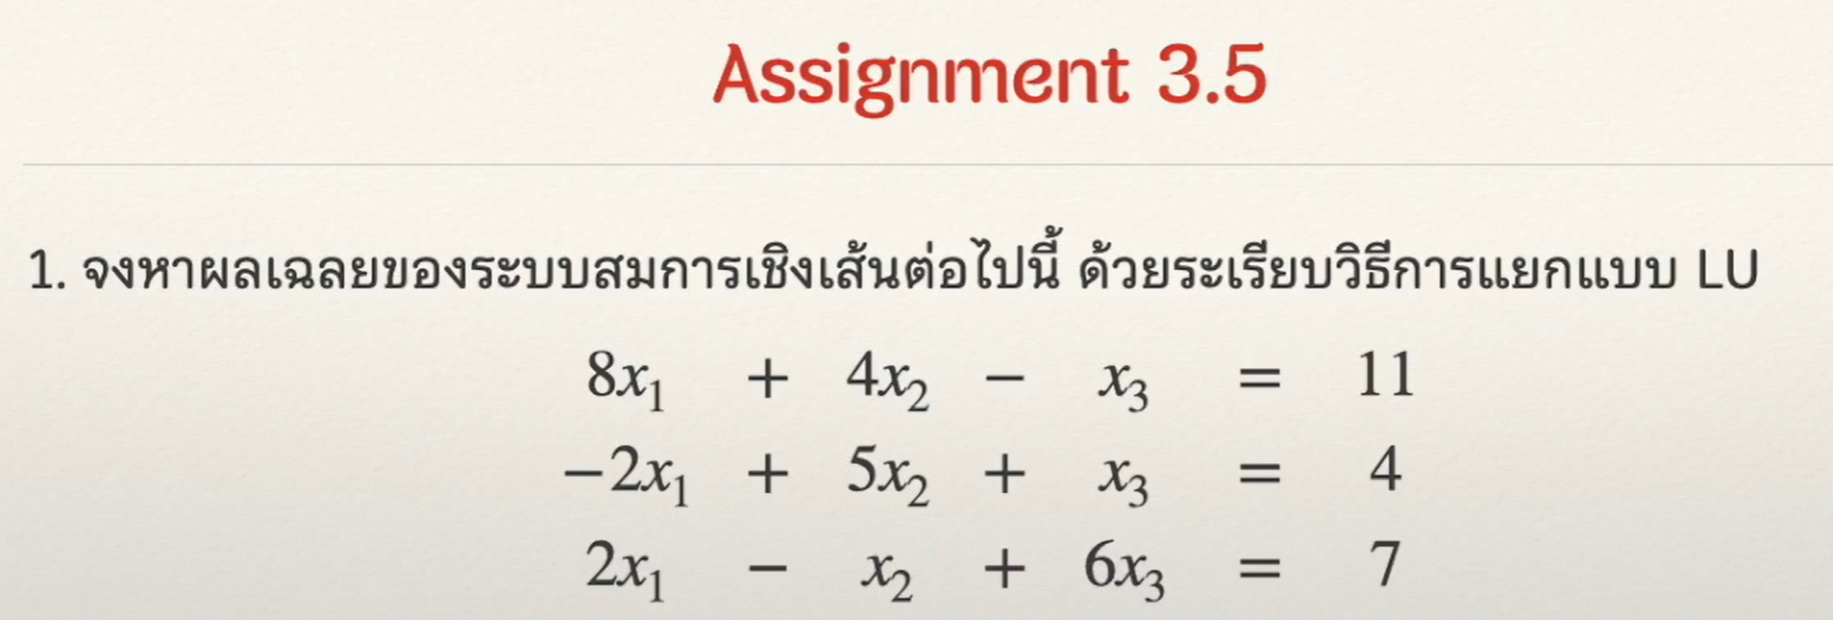 Assignment 3.5
1. จงหาผลเฉลยของระบบสมการเชิงเส้นต่อไปนี้ ด้วยระเรียบวิธีการแยกแบบ LU
8x₁ + 4x₂ − x₃ = 11
−2x₁ + 5x₂ + x₃ = 4
2x₁ − x₂ + 6x₃ = 7